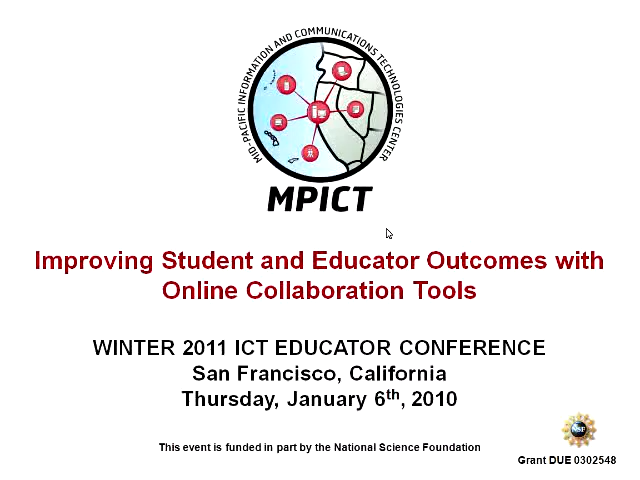 MID-PACIFIC INFORMATION AND COMMUNICATIONS TECHNOLOGIES CENTER
MPICT
Improving Student and Educator Outcomes with
Online Collaboration Tools
WINTER 2011 ICT EDUCATOR CONFERENCE
San Francisco, California
Thursday, January 6th, 2010
This event is funded in part by the National Science Foundation
NSF
Grant DUE 0302548